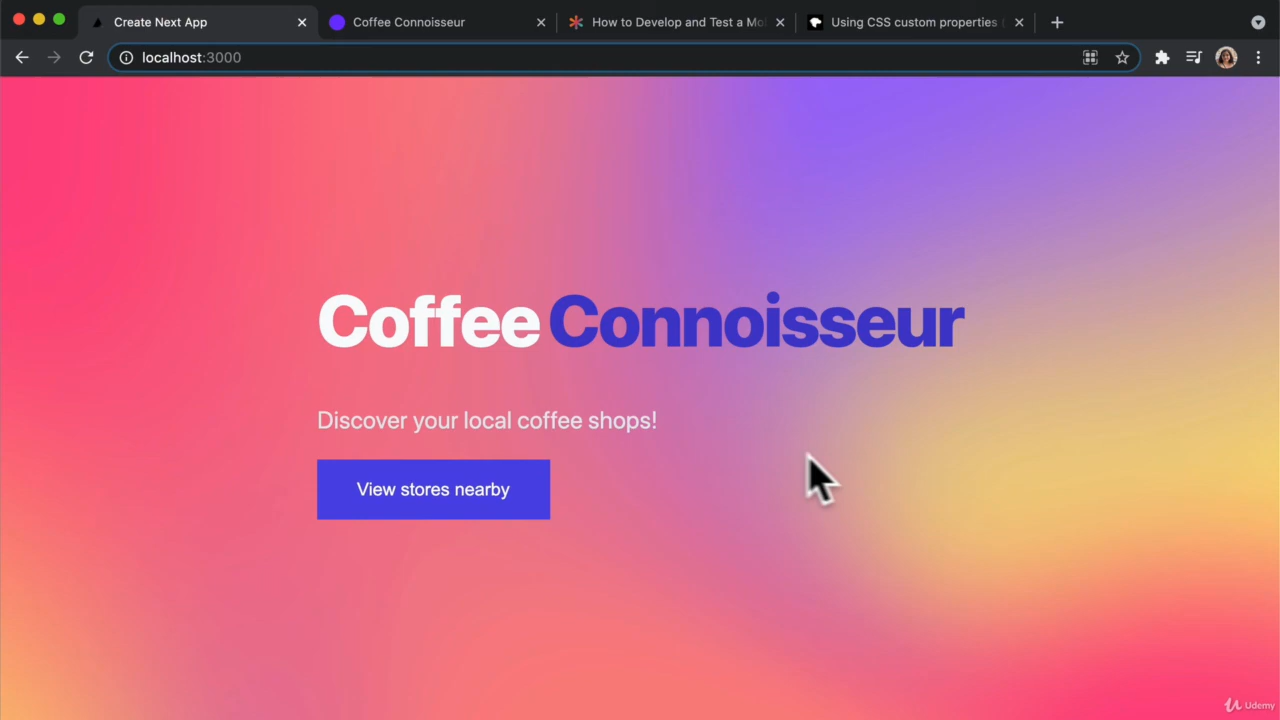 Create Next App
Coffee Connoisseur
How to Develop and Test a Mo
Using CSS custom properties (
localhost:3000
Coffee Connoisseur
Discover your local coffee shops!
View stores nearby
Udemy